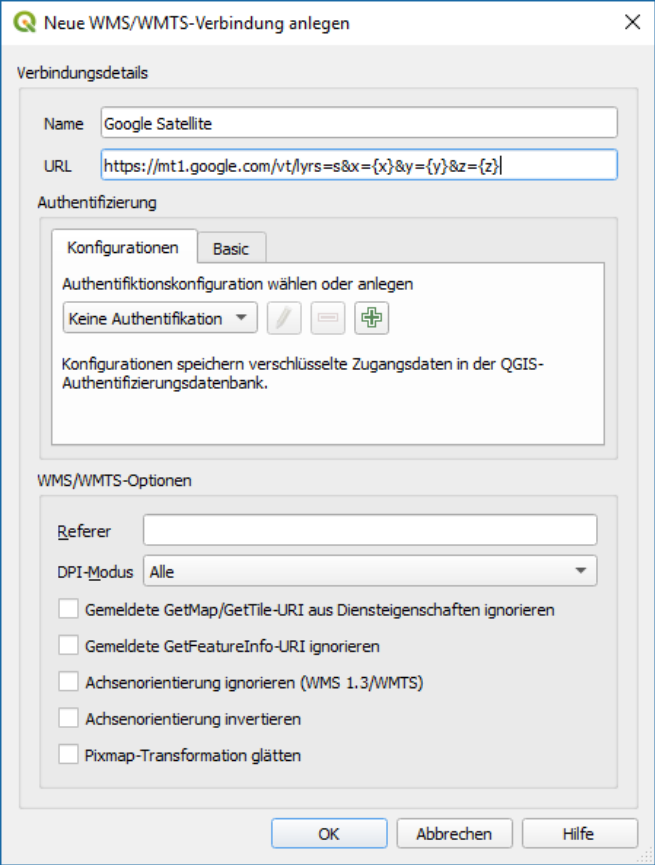 Neue WMS/WMTS-Verbindung anlegen
Verbindungsdetails
Name Google Satellite
URL https://mt1.google.com/vt/lyrs=s&x={x}&y={y}&z={z}
Authentifizierung
Konfigurationen Basic
Authentifiktionskonfiguration wählen oder anlegen
Keine Authentifikation
Konfigurationen speichern verschlüsselte Zugangsdaten in der QGIS-
Authentifizierungsdatenbank.
WMS/WMTS-Optionen
Referer
DPI-Modus Alle
Gemeldete GetMap/GetTile-URI aus Diensteigenschaften ignorieren
Gemeldete GetFeatureInfo-URI ignorieren
Achsenorientierung ignorieren (WMS 1.3/WMTS)
Achsenorientierung invertieren
Pixmap-Transformation glätten
OK Abbrechen Hilfe